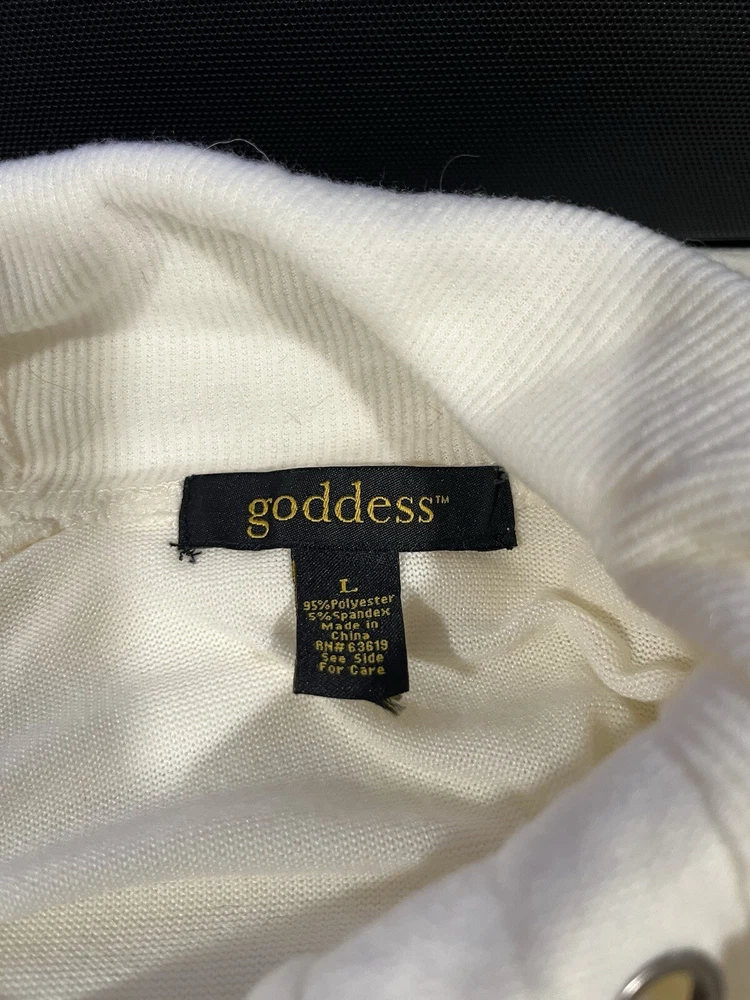 goddess™
L
95%Polyester
5%Spandex
Made in
China
RN# 63619
See Side
For Care